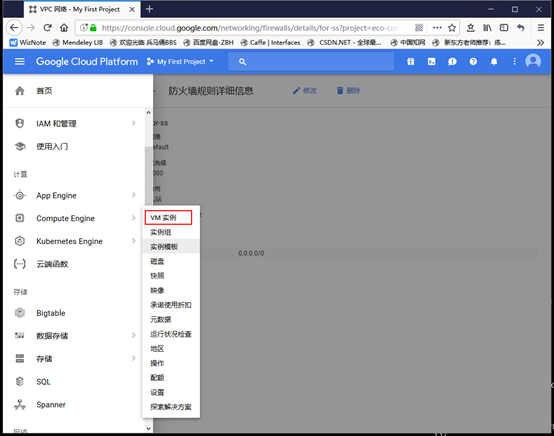 VPC 网络 - My First Project
https://console.cloud.google.com/networking/firewalls/details/for-ss?project=eco-con
WizNote
Mendeley LIB
欢迎光临 兵马俑BBS
百度网盘-ZBH
Caffe | Interfaces
CSDN.NET - 全球最...
中国知网
新东方老师推荐：练...
Google Cloud Platform
My First Project
首页
防火墙规则详细信息
修改
删除
IAM 和管理
使用入门
计算
App Engine
Compute Engine
Kubernetes Engine
云端函数
存储
Bigtable
数据存储
存储
SQL
Spanner
or-ss
default
000
VM 实例
实例组
实例模板
磁盘
快照
映像
承诺使用折扣
元数据
运行状况检查
地区
操作
配额
设置
探索解决方案
0.0.0.0/0